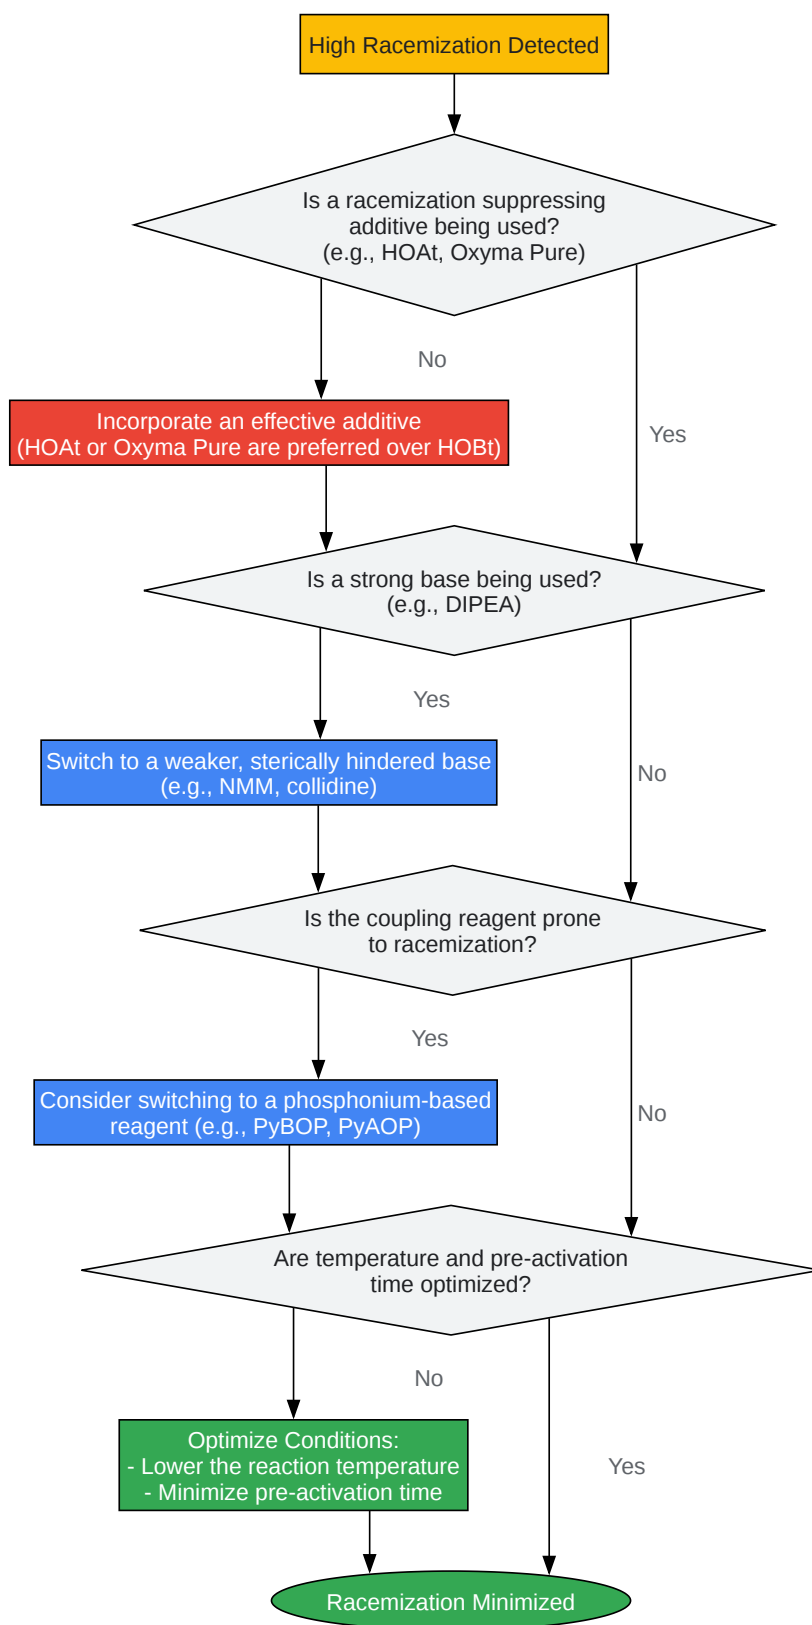 High Racemization Detected
Is a racemization suppressing
additive being used?
(e.g., HOAt, Oxyma Pure)
No
Incorporate an effective additive
(HOAt or Oxyma Pure are preferred over HOBt)
Yes
Is a strong base being used?
(e.g., DIPEA)
Yes
Switch to a weaker, sterically hindered base
(e.g., NMM, collidine)
No
Is the coupling reagent prone
to racemization?
Yes
Consider switching to a phosphonium-based
reagent (e.g., PyBOP, PyAOP)
No
Are temperature and pre-activation
time optimized?
No
Optimize Conditions:
- Lower the reaction temperature
- Minimize pre-activation time
Yes
Racemization Minimized